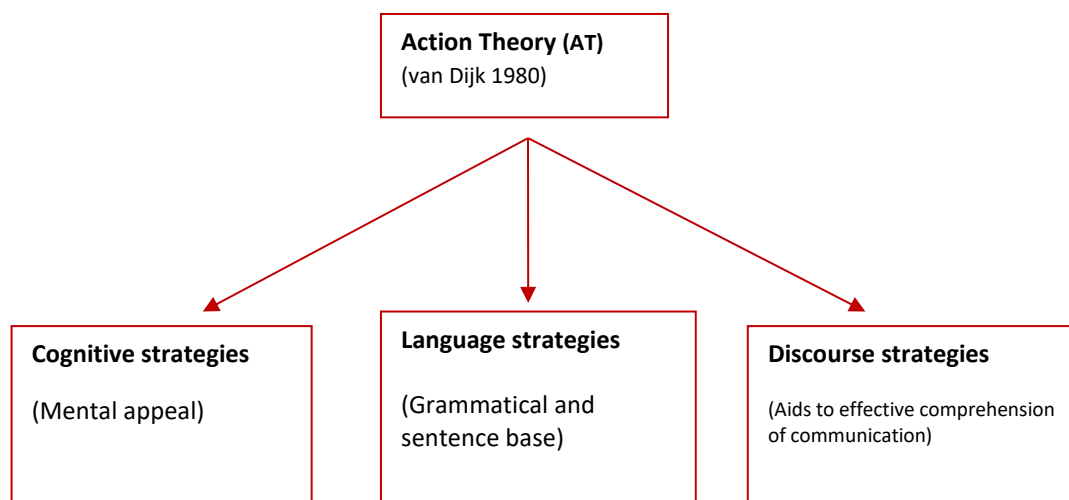 Action Theory (AT)
(van Dijk 1980)
Cognitive strategies
(Mental appeal)
Language strategies
(Grammatical and
sentence base)
Discourse strategies
(Aids to effective comprehension
of communication)